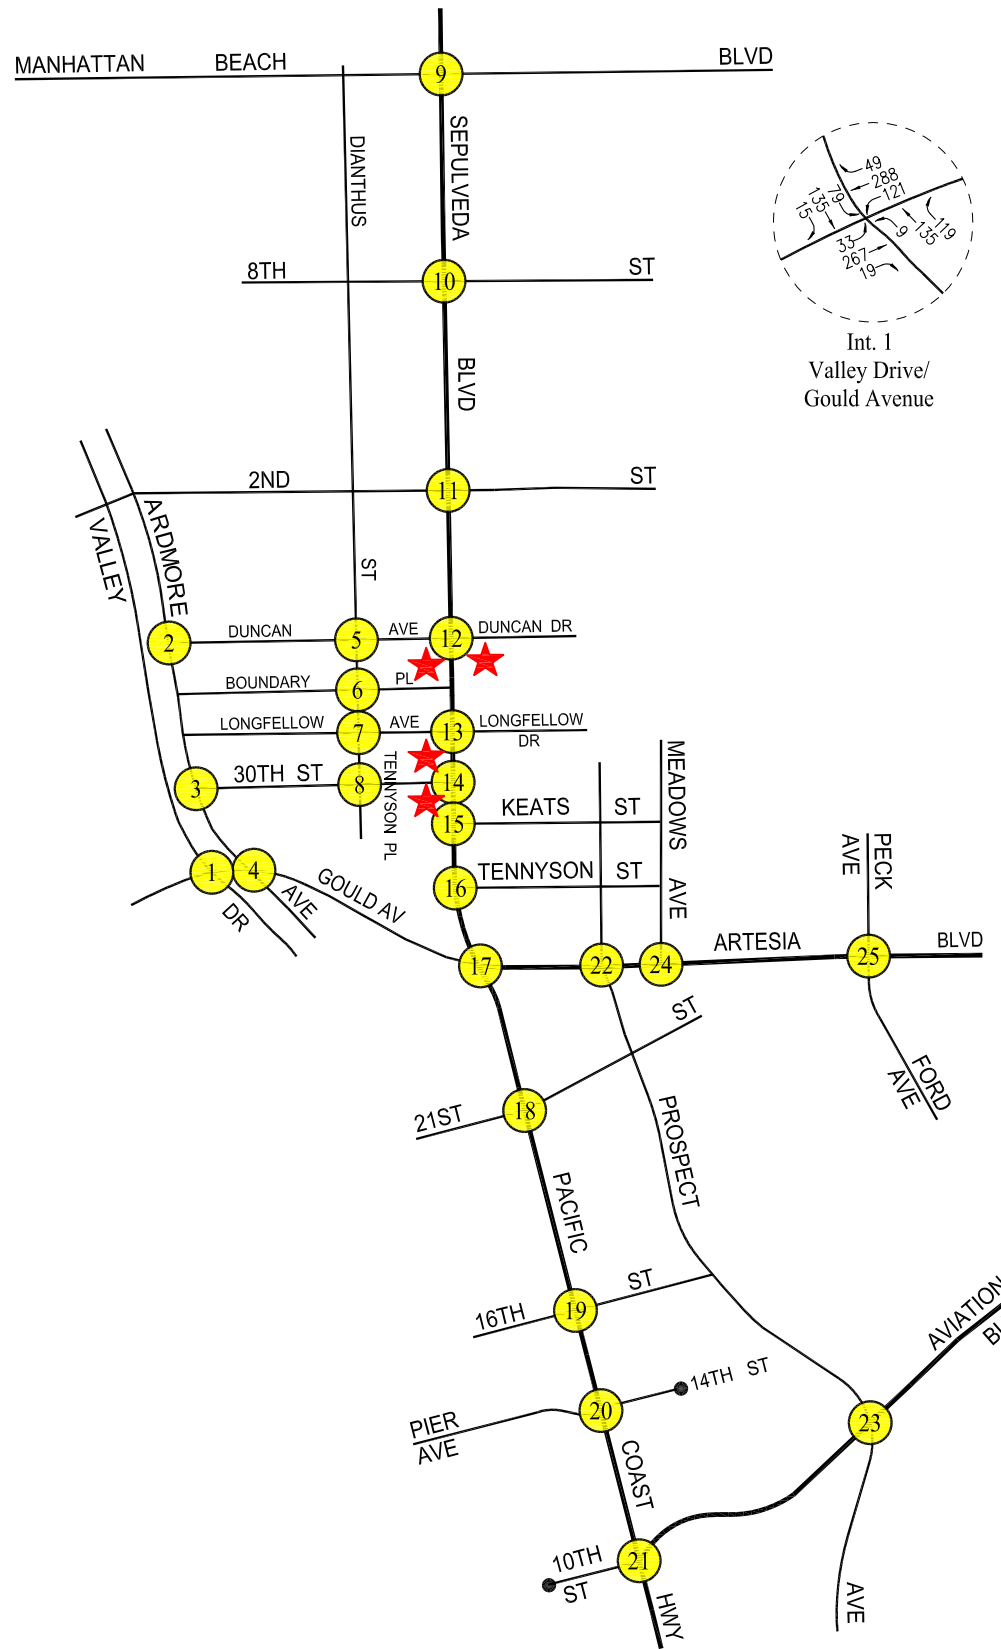 MANHATTAN BEACH BLVD
9
SEPULVEDA
DIANTHUS
49
288
121
79
135
15
33
267
19
9
135
119
Int. 1
Valley Drive/
Gould Avenue
8TH ST
10
BLVD
2ND ST
11
ARDMORE
VALLEY
ST
2
DUNCAN
5
AVE
12
DUNCAN DR
BOUNDARY
6
PL
LONGFELLOW
7
AVE
13
LONGFELLOW
DR
3
30TH ST
8
TENNYSON PL
14
MEADOWS AVE
15
KEATS ST
16
TENNYSON ST
PECK
AVE
1
4
AVE
DR
GOULD AV
17
22
24
ARTESIA
25
BLVD
FORD
AVE
21ST
18
ST
PROSPECT
PACIFIC
16TH
19
ST
AVIATION
14TH ST
PIER
AVE
20
23
COAST
10TH
ST
21
HWY
AVE